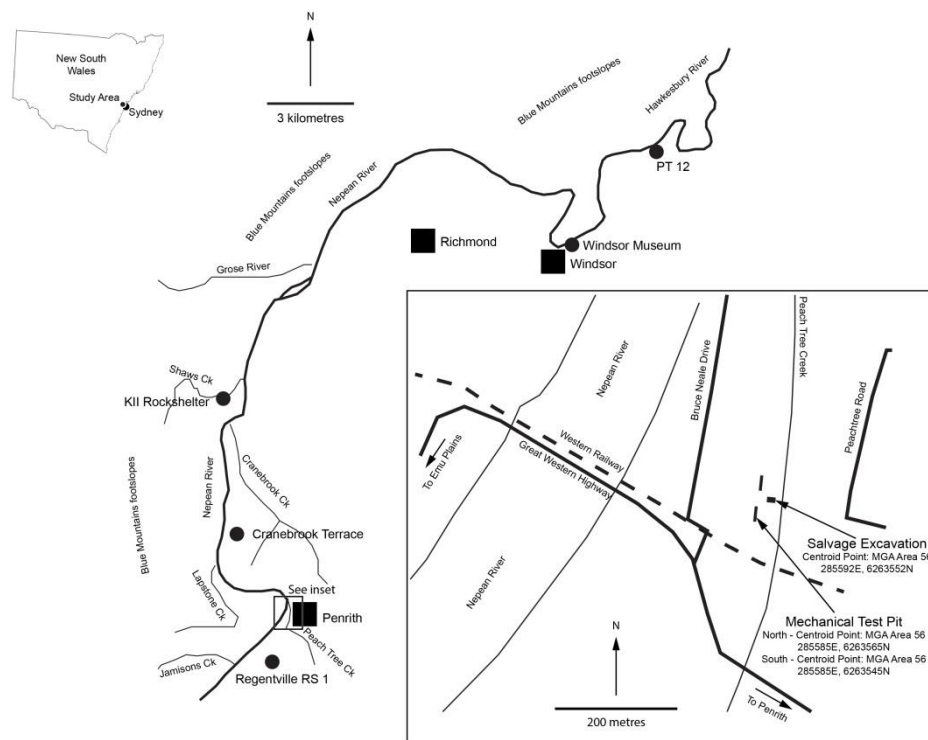 N
New South
Wales
Study Area
Sydney
3 kilometres
Blue Mountains footslopes
Hawkesbury River
PT 12
Blue Mountains footslopes
Nepean River
Richmond
Windsor Museum
Windsor
Grose River
Shaws Ck
KII Rockshelter
Cranebrook Ck
Nepean River
Blue Mountains footslopes
Cranebrook Terrace
Lapstone Ck
See inset
Penrith
Peach Tree Ck
Jamisons Ck
Regentville RS 1
Nepean River
Bruce Neale Drive
Peach Tree Creek
Peachtree Road
Western Railway
Great Western Highway
To Emu Plains
Nepean River
Salvage Excavation
Centroid Point: MGA Area 56
285592E, 6263552N
Mechanical Test Pit
North - Centroid Point: MGA Area 56
285585E, 6263565N
South - Centroid Point: MGA Area 56
285585E, 6263545N
N
200 metres
To Penrith